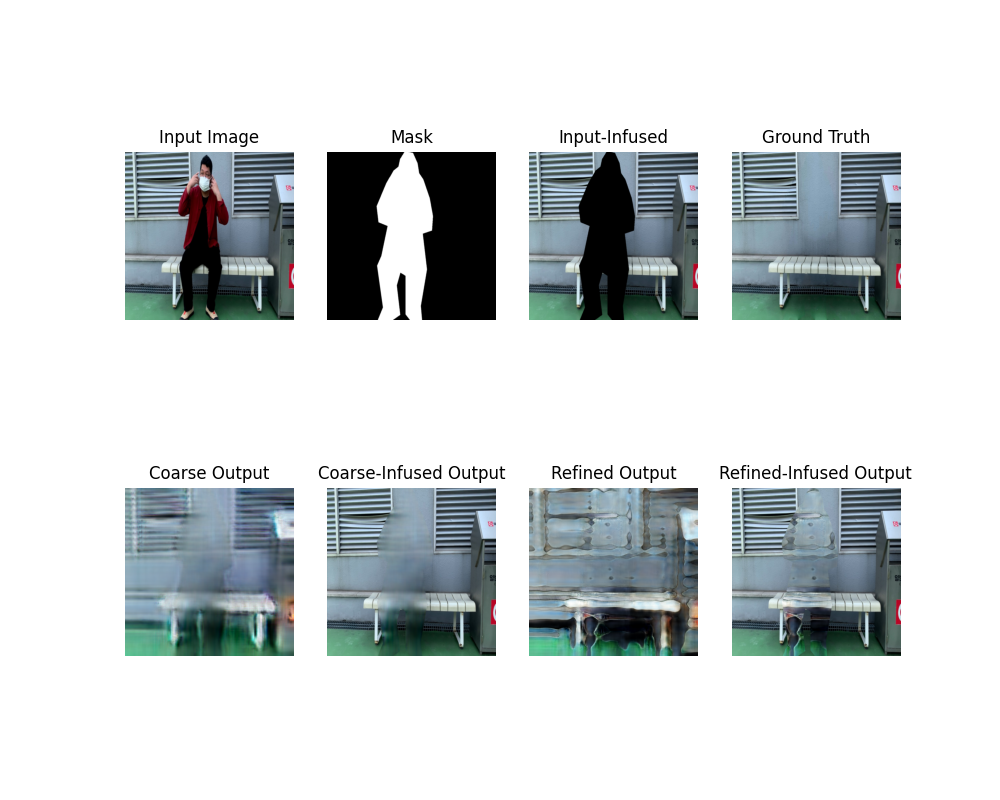 Input Image
Mask
Input-Infused
Ground Truth
Coarse Output
Coarse-Infused Output
Refined Output
Refined-Infused Output